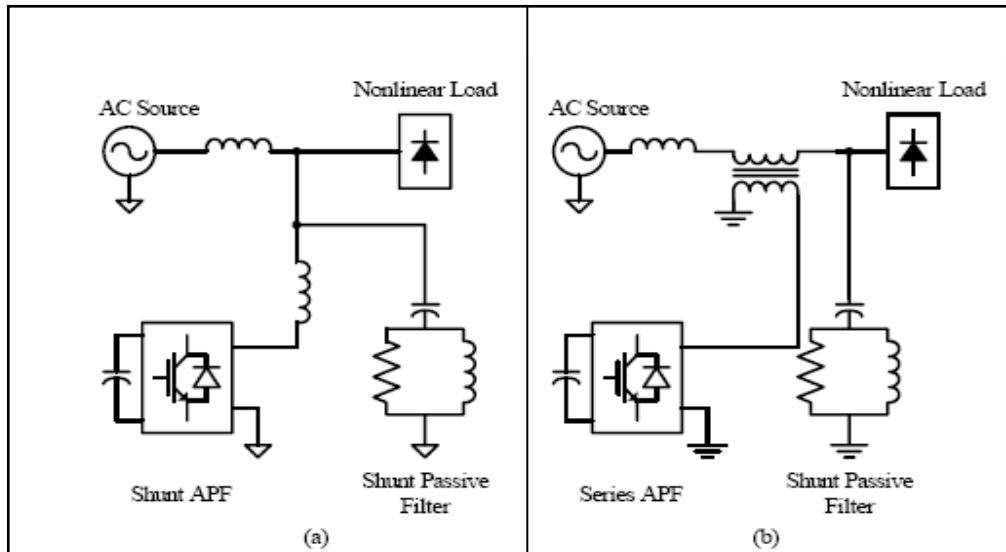 Nonlinear Load
AC Source
Shunt APF
Shunt Passive
Filter
(a)
Nonlinear Load
AC Source
Series APF
Shunt Passive
Filter
(b)